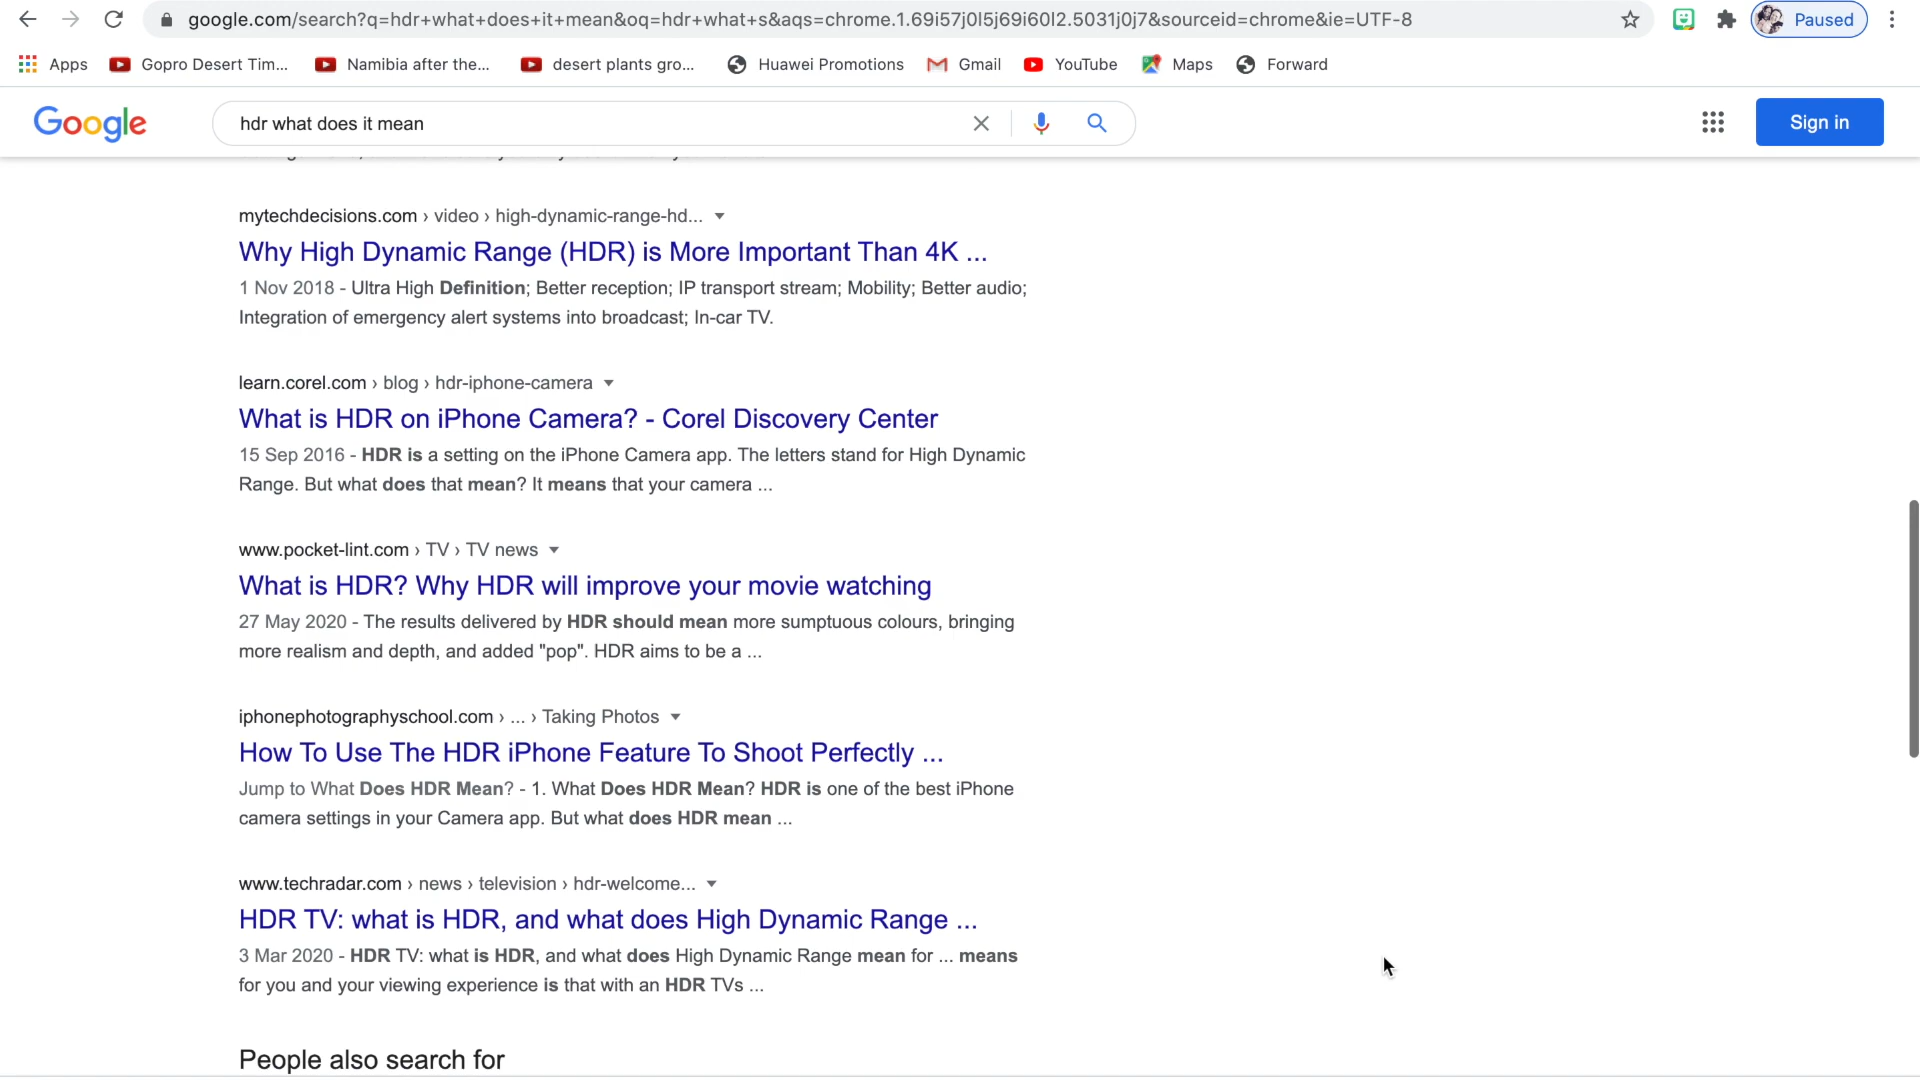 google.com/search?q=hdr+what+does+it+mean&oq=hdr+what+s&aqs=chrome.1.69i57j0l5j69i60l2.5031j0j7&sourceid=chrome&ie=UTF-8
Paused
Apps
Gopro Desert Tim...
Namibia after the...
desert plants gro...
Huawei Promotions
Gmail
YouTube
Maps
Forward
Google
hdr what does it mean
Sign in
mytechdecisions.com › video › high-dynamic-range-hd...
Why High Dynamic Range (HDR) is More Important Than 4K ...
1 Nov 2018 - Ultra High Definition; Better reception; IP transport stream; Mobility; Better audio;
Integration of emergency alert systems into broadcast; In-car TV.
learn.corel.com › blog › hdr-iphone-camera
What is HDR on iPhone Camera? - Corel Discovery Center
15 Sep 2016 - HDR is a setting on the iPhone Camera app. The letters stand for High Dynamic
Range. But what does that mean? It means that your camera ...
www.pocket-lint.com › TV › TV news
What is HDR? Why HDR will improve your movie watching
27 May 2020 - The results delivered by HDR should mean more sumptuous colours, bringing
more realism and depth, and added "pop". HDR aims to be a ...
iphonephotographyschool.com › ... › Taking Photos
How To Use The HDR iPhone Feature To Shoot Perfectly ...
Jump to What Does HDR Mean? - 1. What Does HDR Mean? HDR is one of the best iPhone
camera settings in your Camera app. But what does HDR mean ...
www.techradar.com › news › television › hdr-welcome...
HDR TV: what is HDR, and what does High Dynamic Range ...
3 Mar 2020 - HDR TV: what is HDR, and what does High Dynamic Range mean for ... means
for you and your viewing experience is that with an HDR TVs ...
People also search for